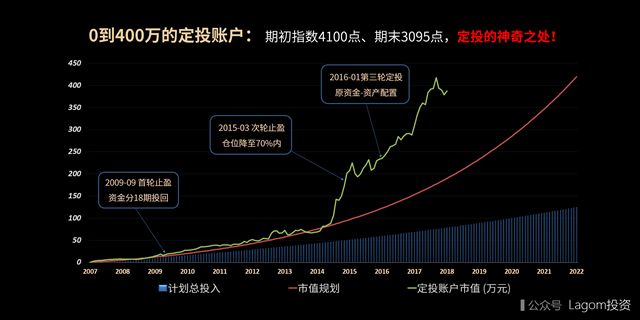 0到400万的定投账户：期初指数4100点、期末3095点，定投的神奇之处！
450
400
350
300
250
200
150
100
50
0
2016-01第三轮定投
原资金-资产配置
2015-03 次轮止盈
仓位降至70%内
2009-09 首轮止盈
资金分18期投回
2007 2008 2009 2010 2011 2012 2013 2014 2015 2016 2017 2018 2019 2020 2021 2022
计划总投入 市值规划 定投账户市值 (万元)
公众号 Lagom投资